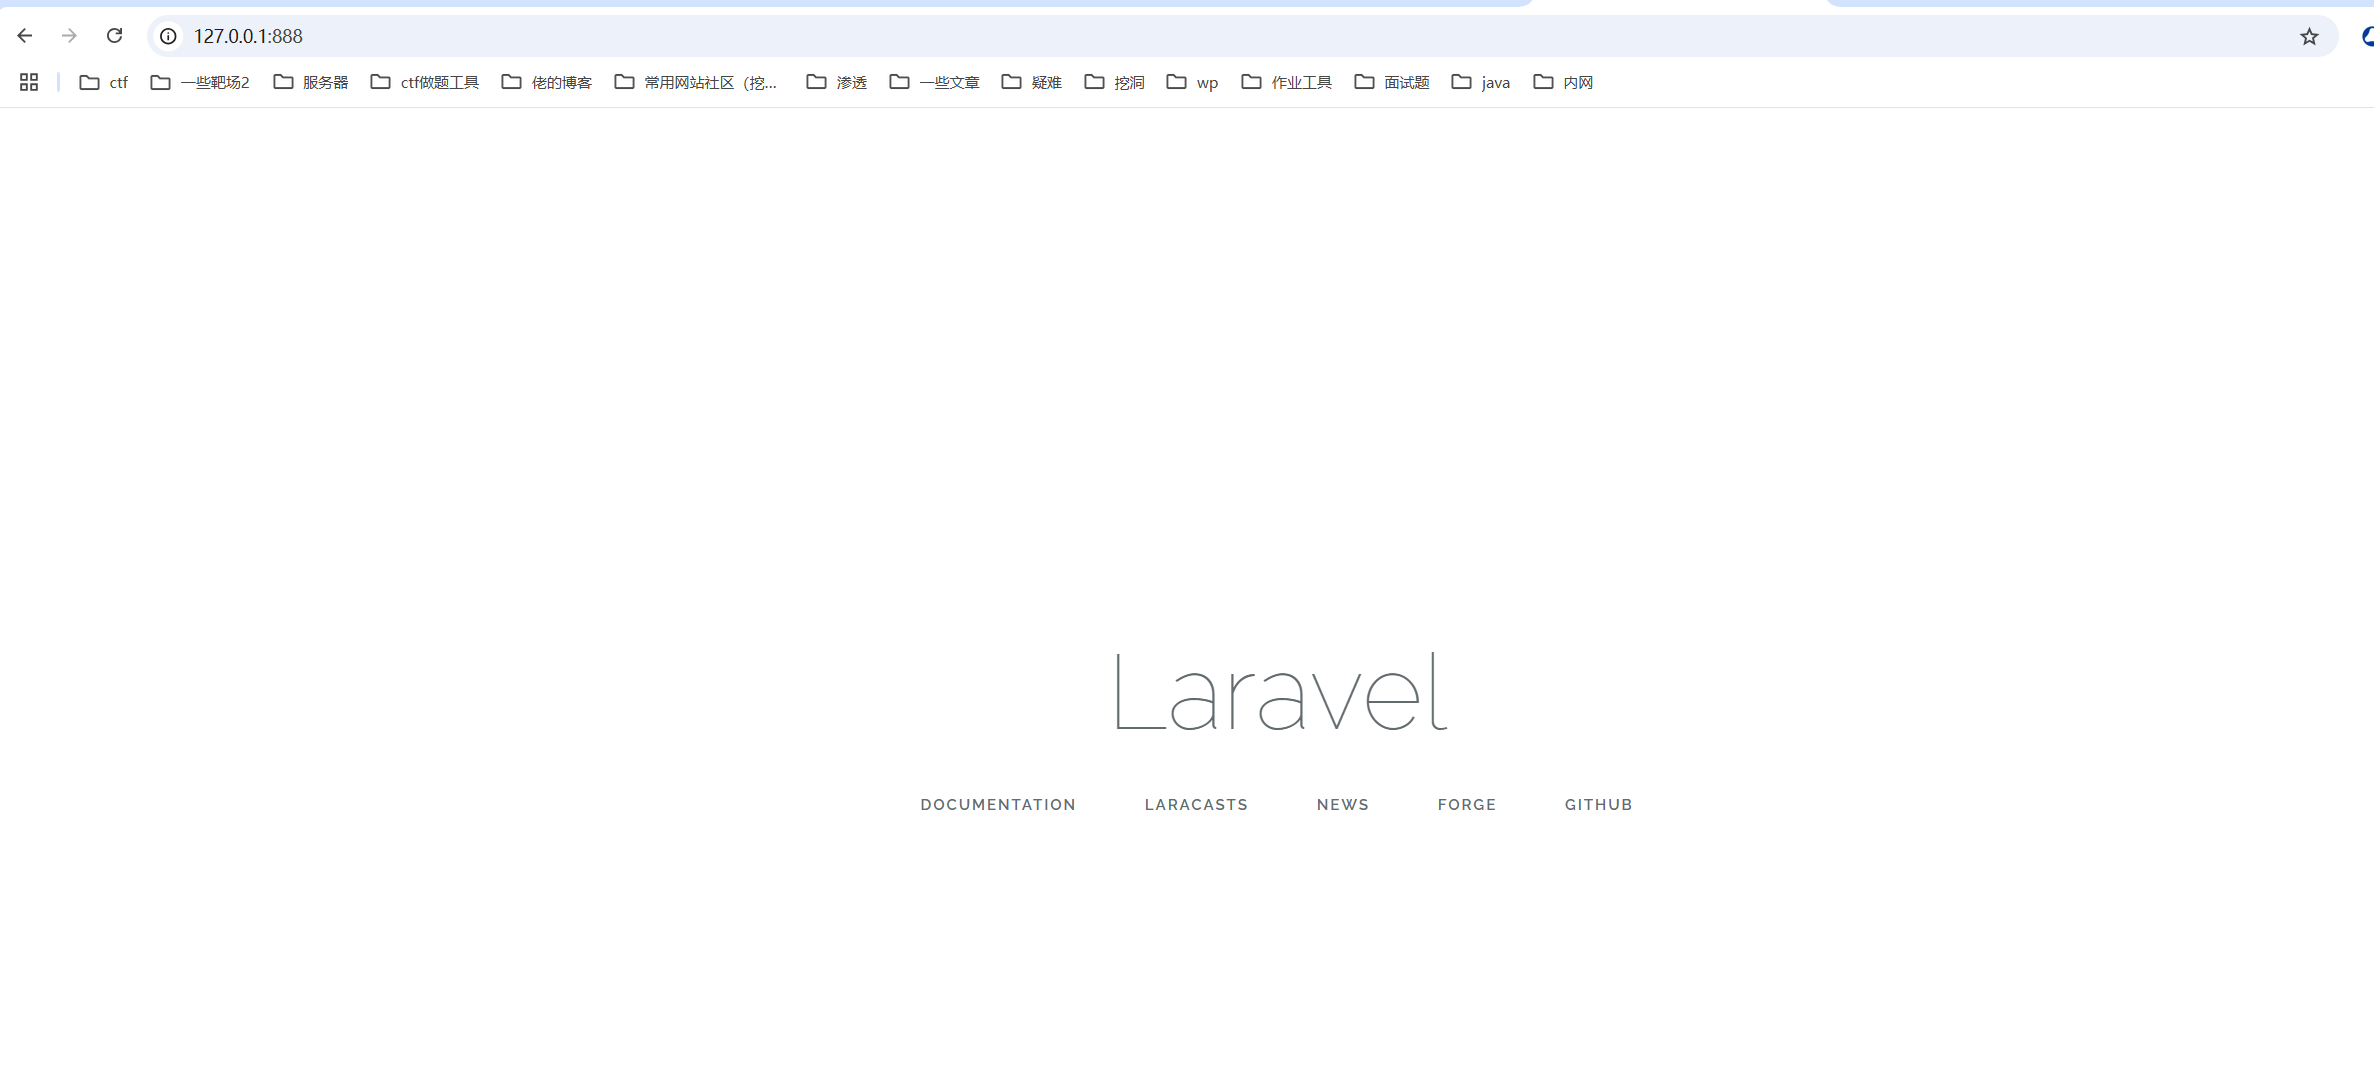 127.0.0.1:888
ctf 一些靶场2 服务器 ctf做题工具 佬的博客 常用网站社区（挖... 渗透 一些文章 疑难 挖洞 wp 作业工具 面试题 java 内网
Laravel
DOCUMENTATION LARACASTS NEWS FORGE GITHUB